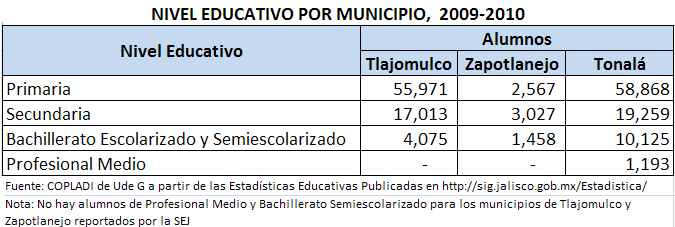 NIVEL EDUCATIVO POR MUNICIPIO, 2009-2010
Nivel Educativo Alumnos
Tlajomulco Zapotlanejo Tonalá
Primaria 55,971 2,567 58,868
Secundaria 17,013 3,027 19,259
Bachillerato Escolarizado y Semiescolarizado 4,075 1,458 10,125
Profesional Medio - - 1,193
Fuente: COPLADI de Ude G a partir de las Estadísticas Educativas Publicadas en http://sig.jalisco.gob.mx/Estadistica/
Nota: No hay alumnos de Profesional Medio y Bachillerato Semiescolarizado para los municipios de Tlajomulco y
Zapotlanejo reportados por la SEJ